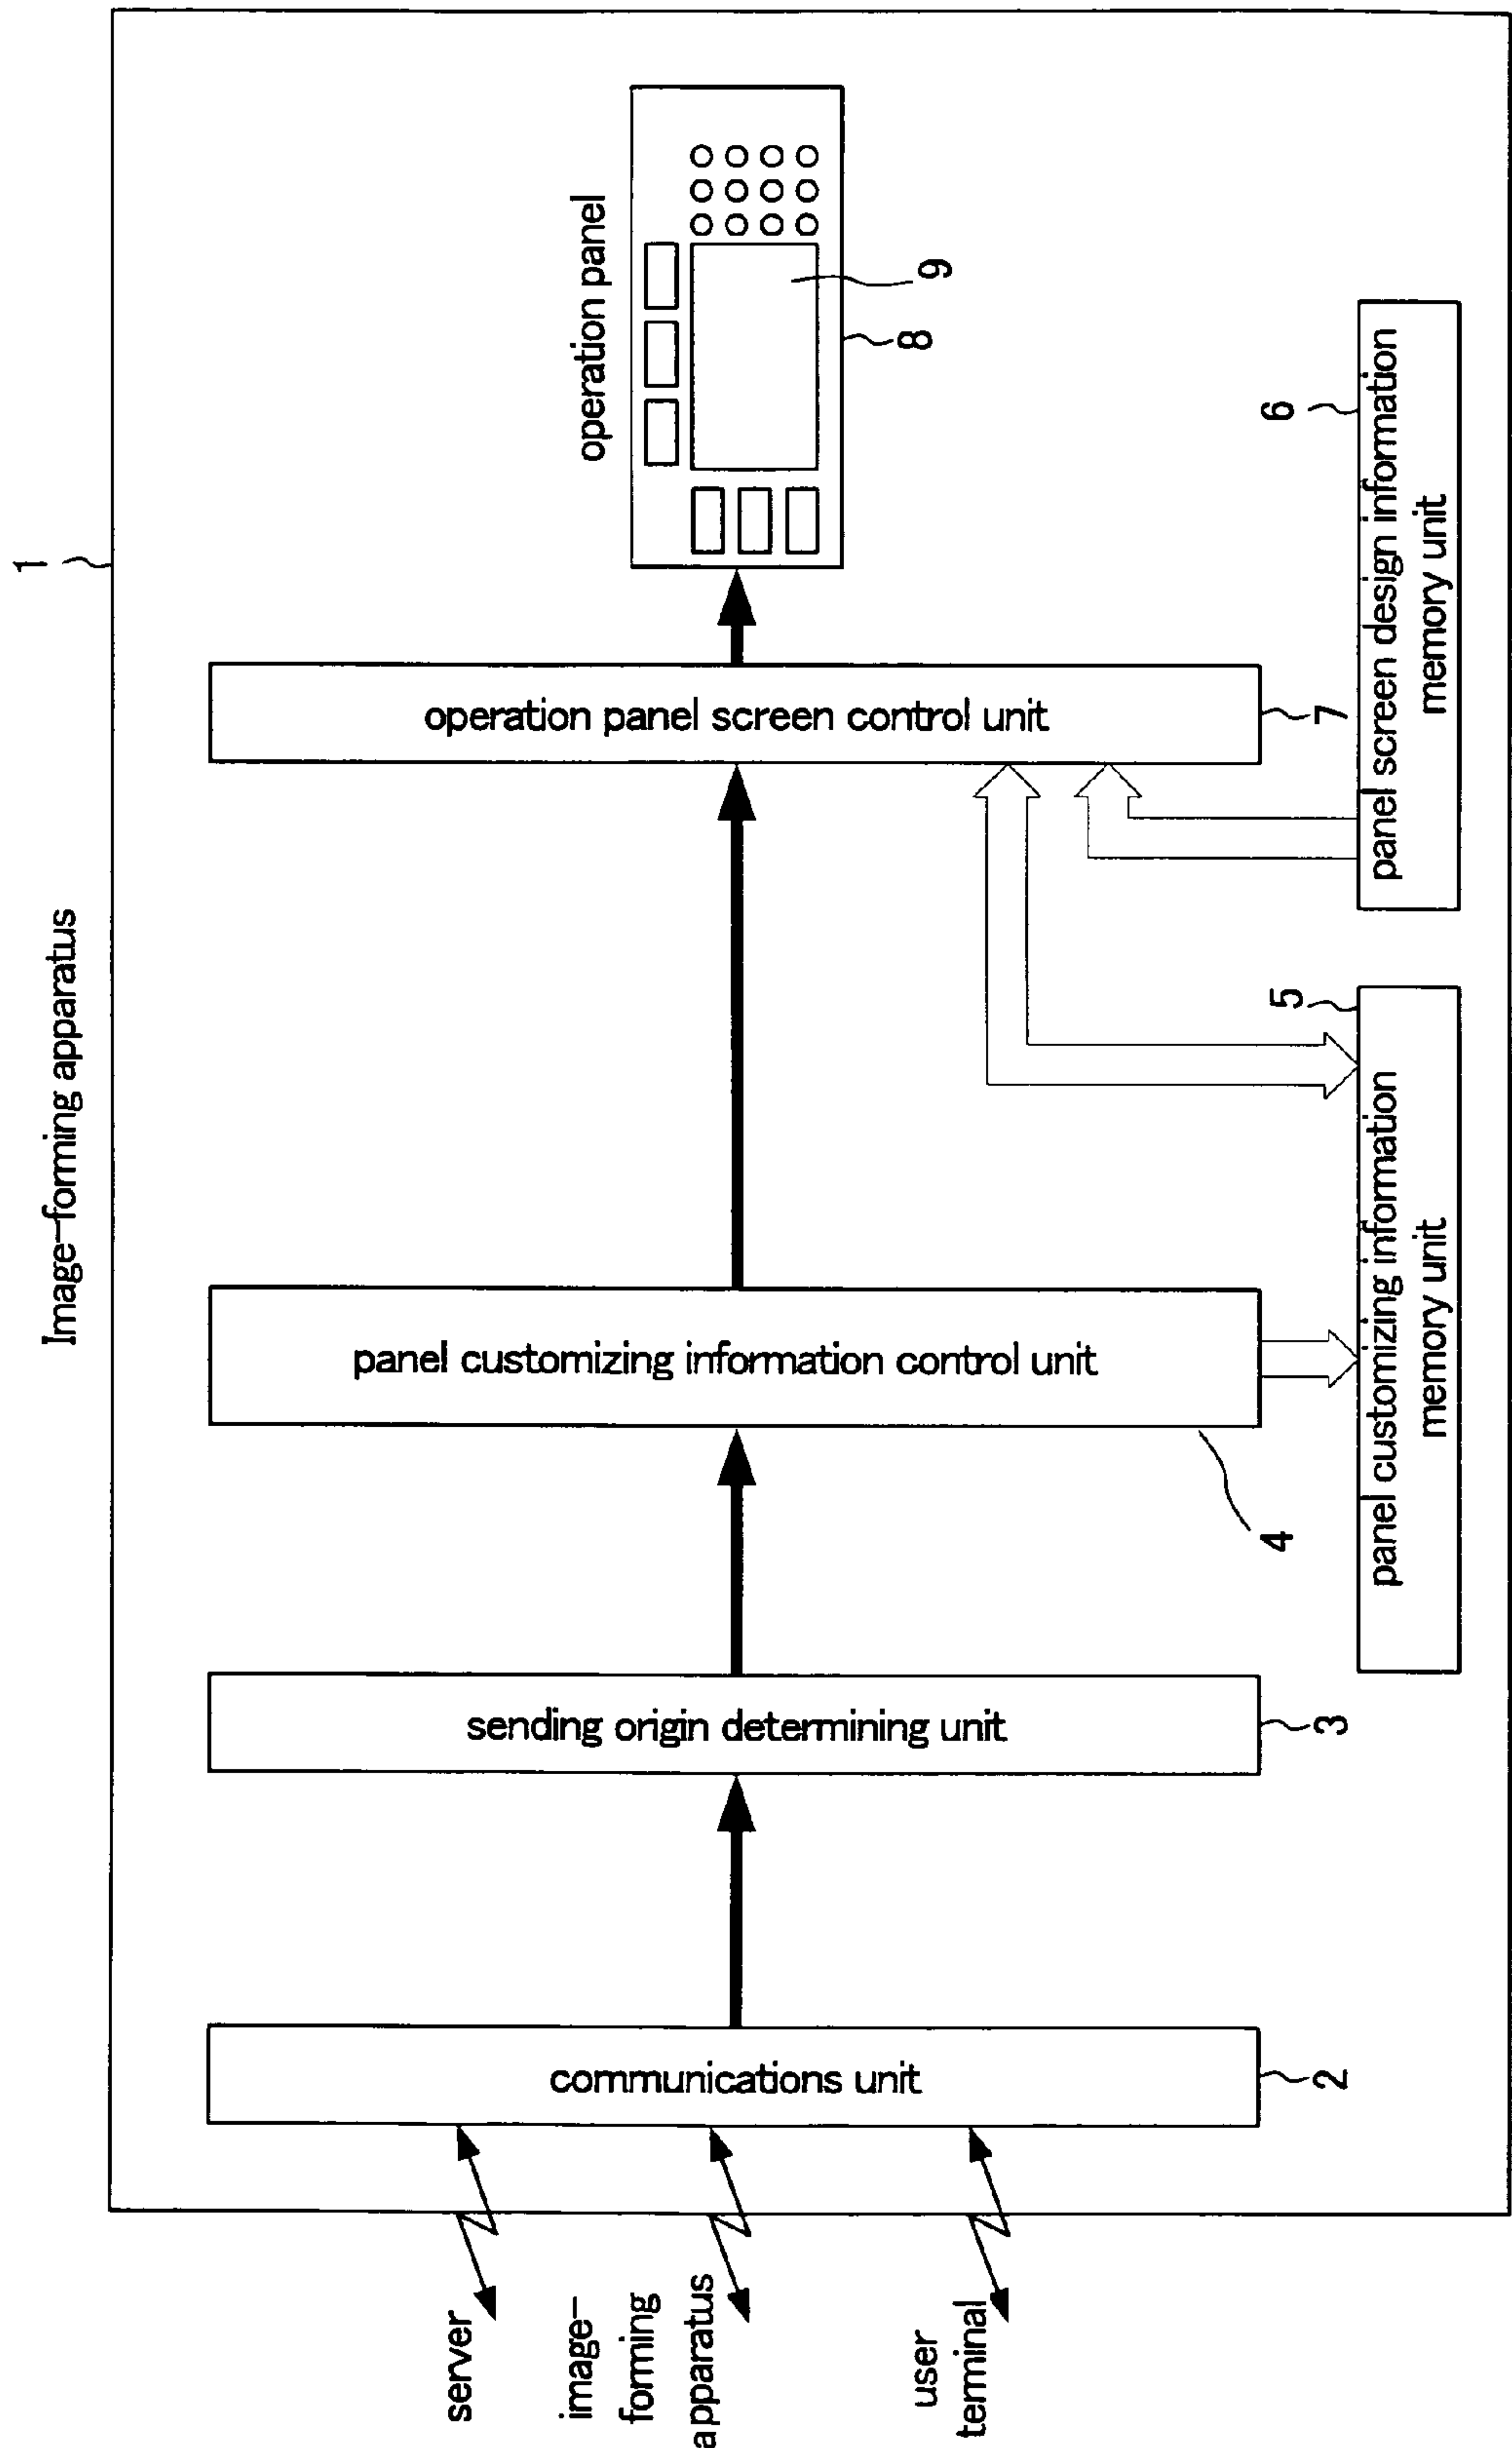 Image-forming apparatus
1
server
image-
forming
apparatus
user
terminal
communications unit
2
sending origin determining unit
3
panel customizing information control unit
4
operation panel screen control unit
7
operation panel
9
8
panel customizing information
memory unit
5
panel screen design information
memory unit
6